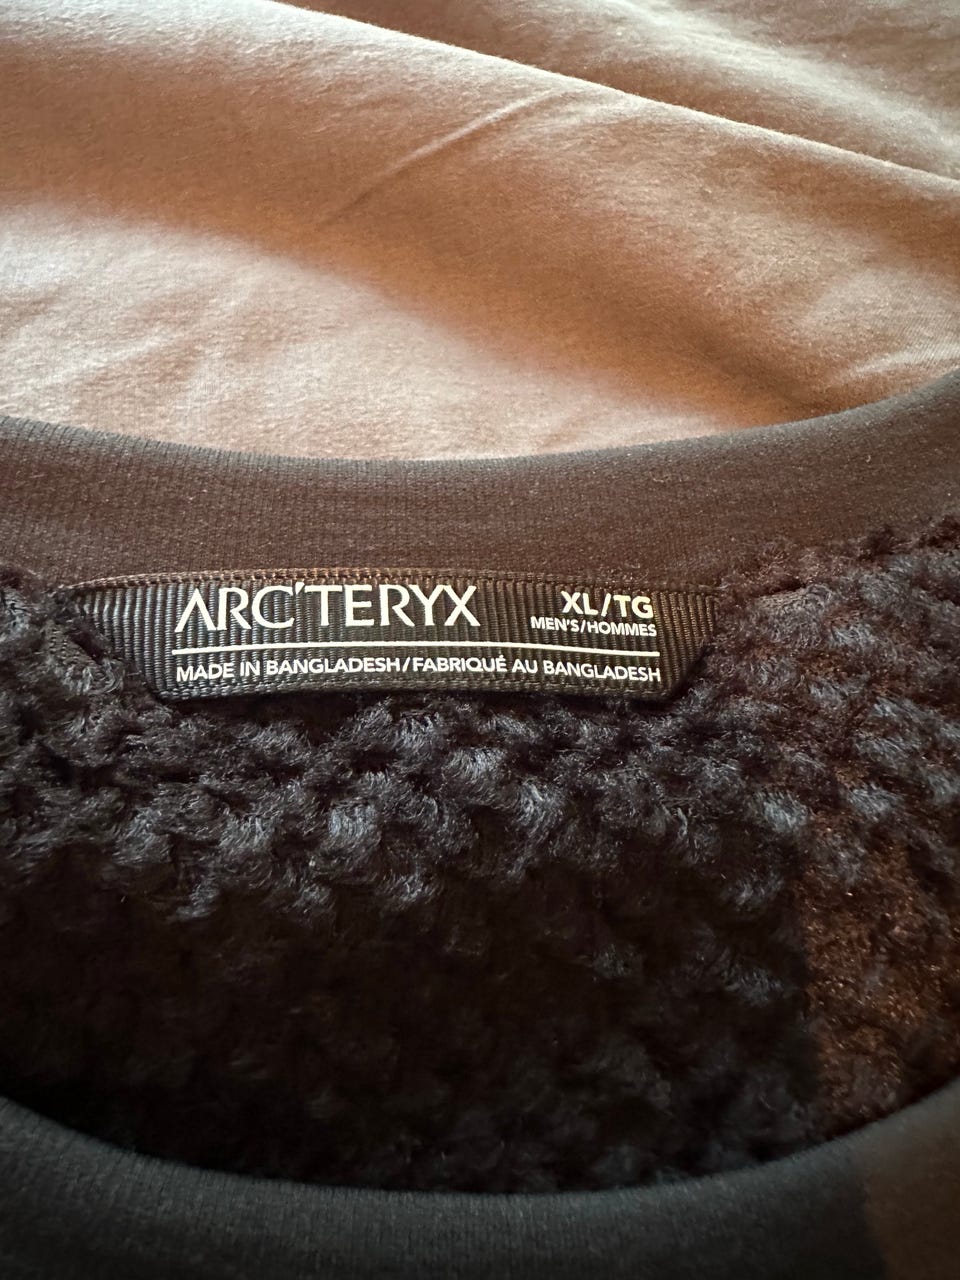 ARC'TERYX
XL/TG
MEN'S/HOMMES
MADE IN BANGLADESH/FABRIQUÉ AU BANGLADESH